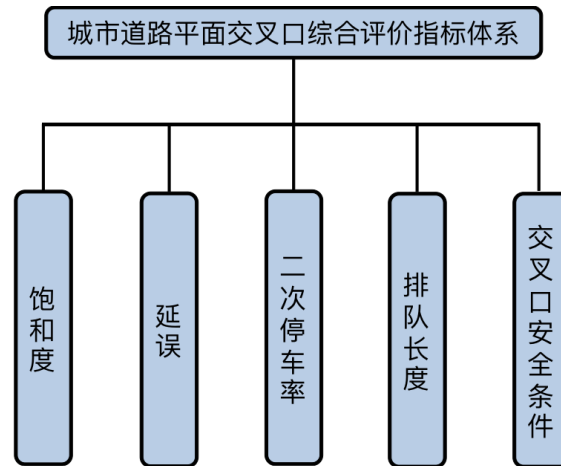 城市道路平面交叉口综合评价指标体系
饱和度
延误
二次停车率
排队长度
交叉口安全条件